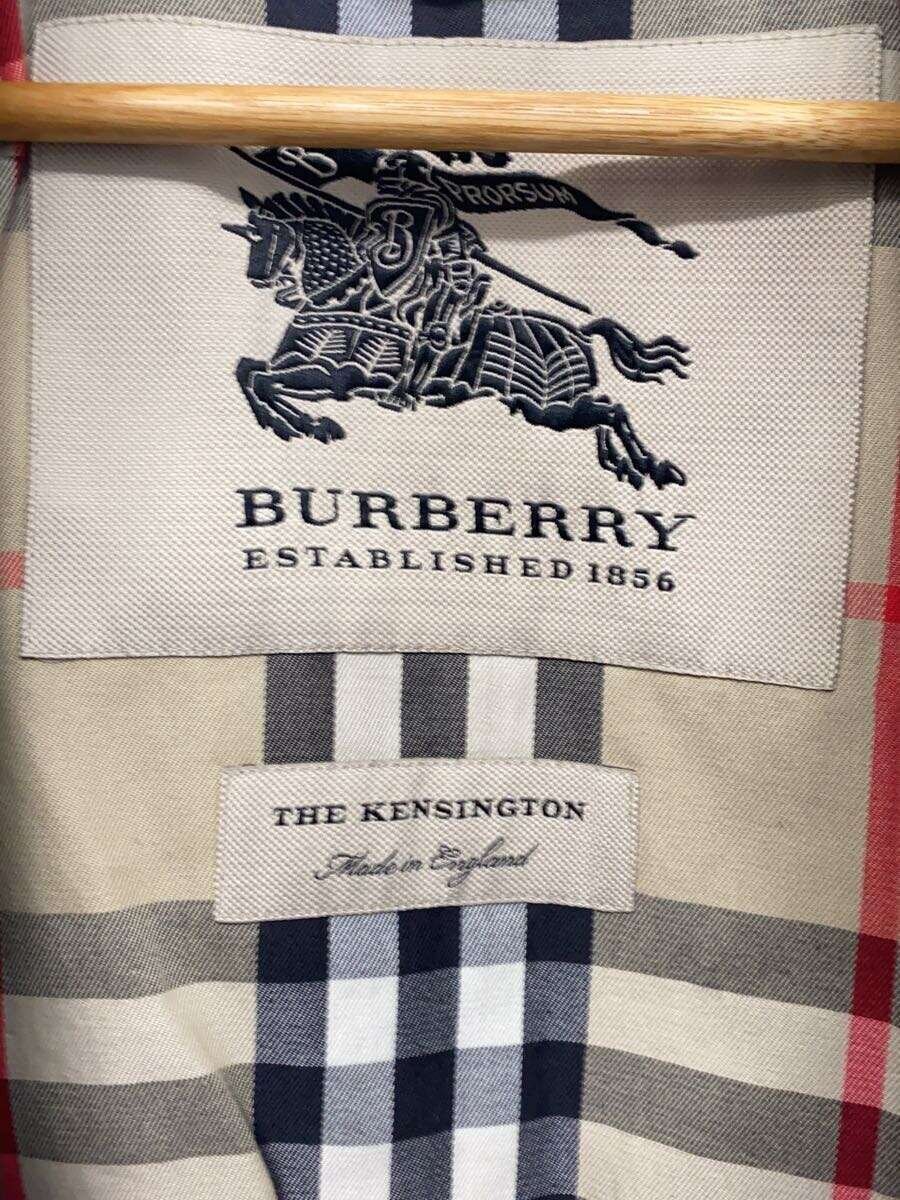 B PRORSUM
B
BURBERRY
ESTABLISHED 1856
THE KENSINGTON
Made in England